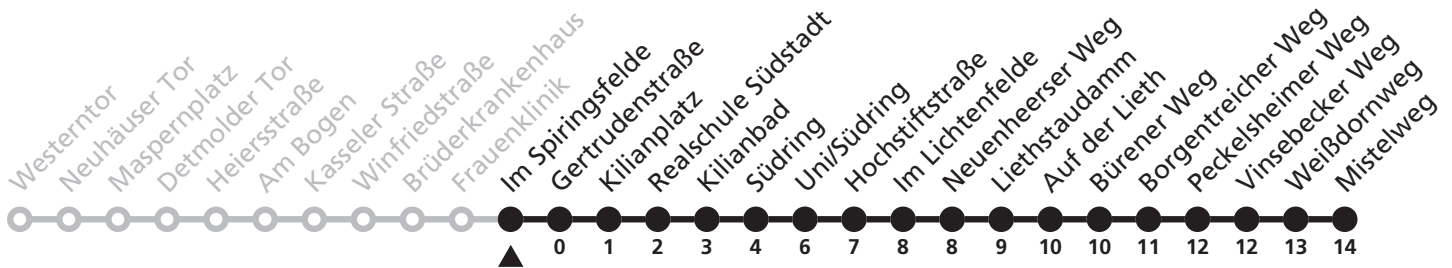 Westerntor
Neuhäuser Tor
Maspernplatz
Detmolder Tor
Heiersstraße
Am Bogen
Kasseler Straße
Winfriedstraße
Brüderkrankenhaus
Frauenklinik
Im Spiringsfelde
Gertrudenstraße
Kilianplatz
Realschule Südstadt
Kilianbad
Südring
Uni/Südring
Hochstiftstraße
Im Lichtenfelde
Neuenheerser Weg
Liethstaudamm
Auf der Lieth
Bürener Weg
Borgentreicher Weg
Peckelsheimer Weg
Vinsebecker Weg
Weißdornweg
Mistelweg
0 1 2 3 4 6 7 8 8 9 10 10 11 12 12 13 14